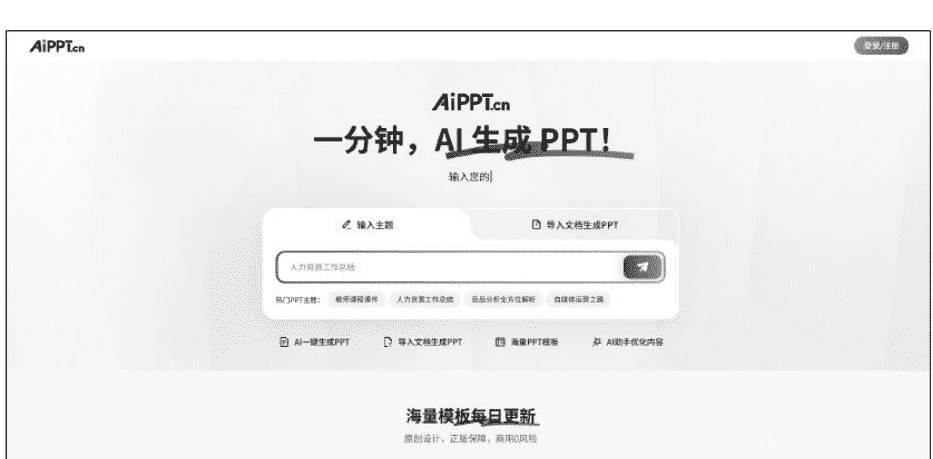 AiPPT.cn
登录/注册
AiPPT.cn
一分钟，AI 生成 PPT！
输入您的
输入主题
导入文档生成PPT
人力资源工作总结
热门PPT主题： 教师课程课件 人力资源工作总结 竞品分析全方位解析 自媒体运营之路
AI一键生成PPT 导入文档生成PPT 海量PPT模板 AI助手优化内容
海量模板每日更新
原创设计，正版保障，商用0风险